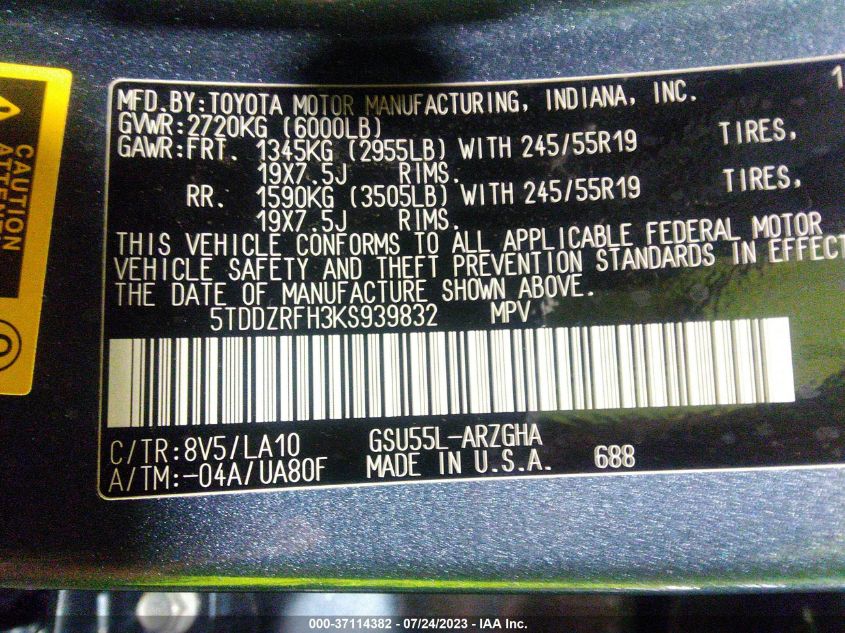 MFD.BY:TOYOTA MOTOR MANUFACTURING, INDIANA, INC. 1
GVWR:2720KG (6000LB)
GAWR:FRT. 1345KG (2955LB) WITH 245/55R19 TIRES,
19X7.5J RIMS.
RR. 1590KG (3505LB) WITH 245/55R19 TIRES,
19X7.5J RIMS.
THIS VEHICLE CONFORMS TO ALL APPLICABLE FEDERAL MOTOR
VEHICLE SAFETY AND THEFT PREVENTION STANDARDS IN EFFECT
THE DATE OF MANUFACTURE SHOWN ABOVE.
5TDDZRFH3KS939832 MPV
C/TR:8V5/LA10 GSU55L-ARZGHA
A/TM:-04A/UA80F MADE IN U.S.A. 688
CAUTION
000-37114382 - 07/24/2023 - IAA Inc.